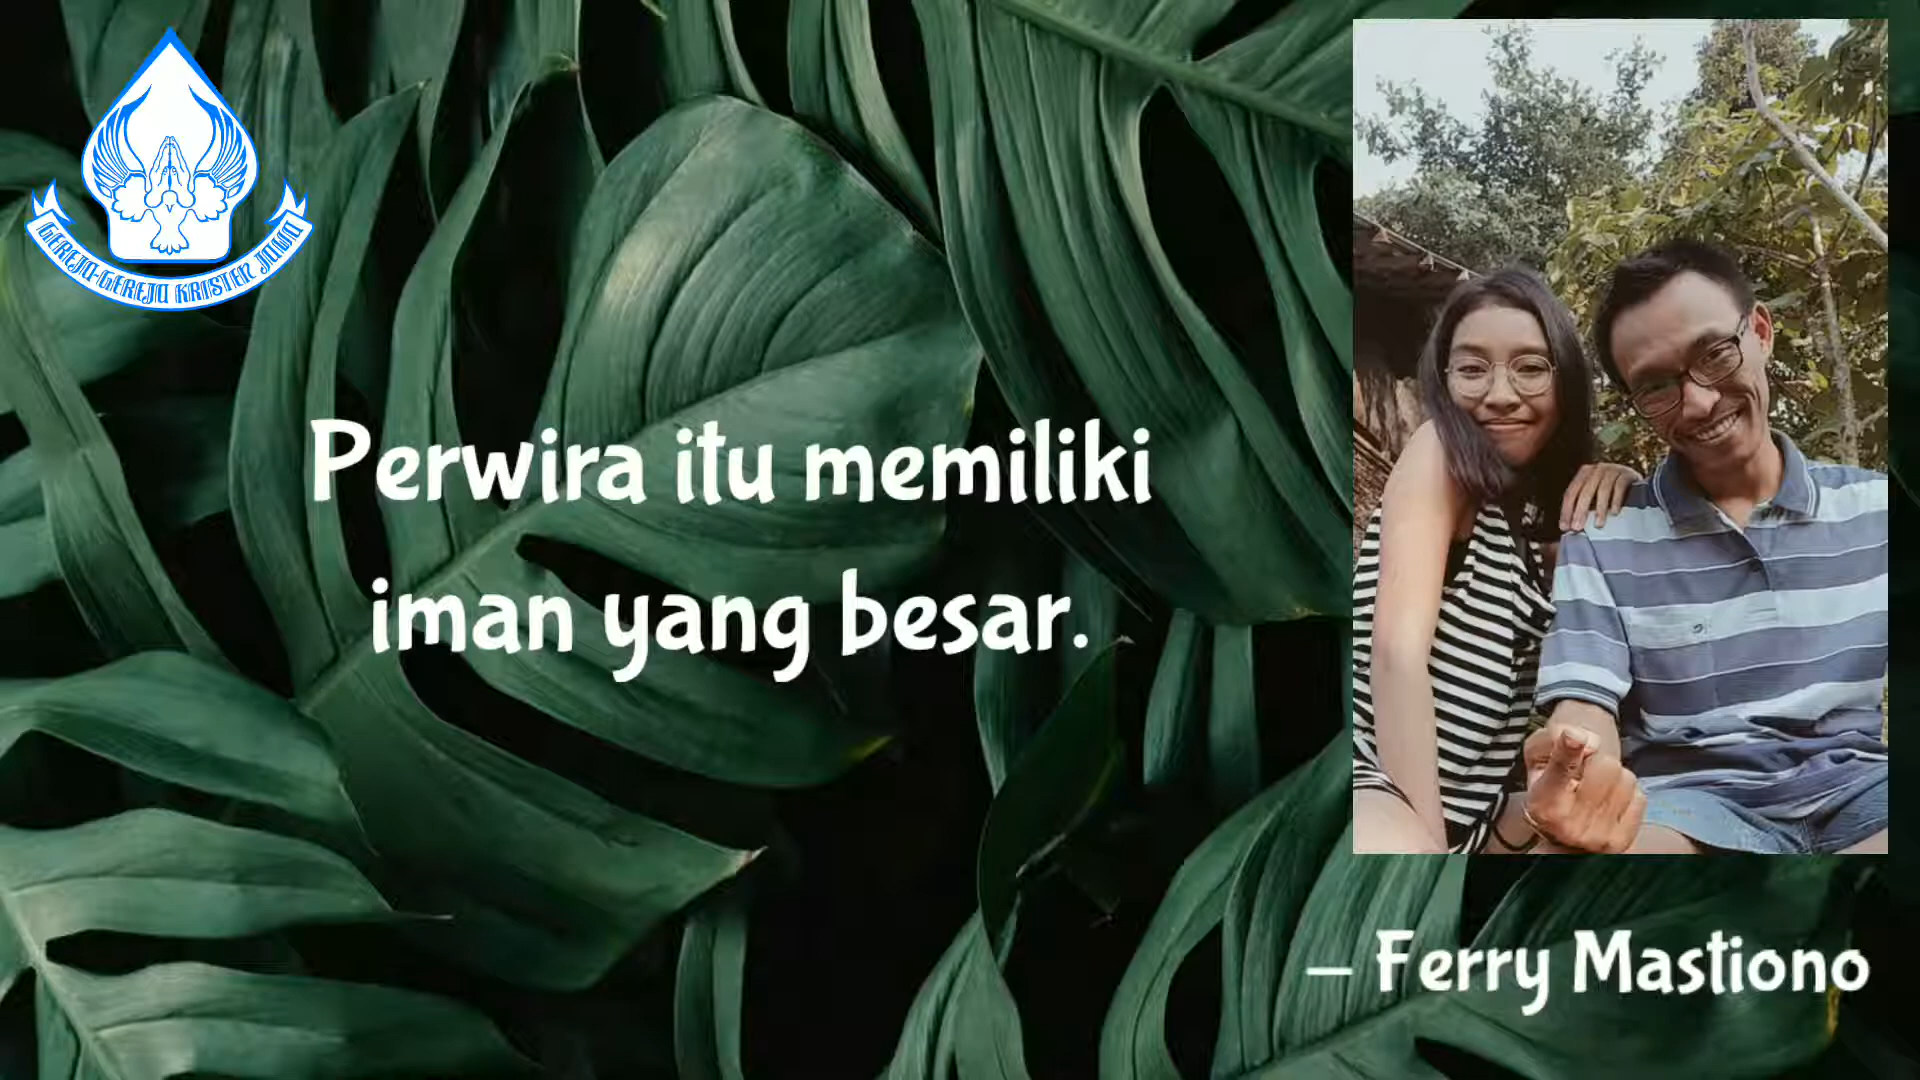 GEREJA-GEREJA KRISTEN JAWA
Perwira itu memiliki
iman yang besar.
– Ferry Mastiono